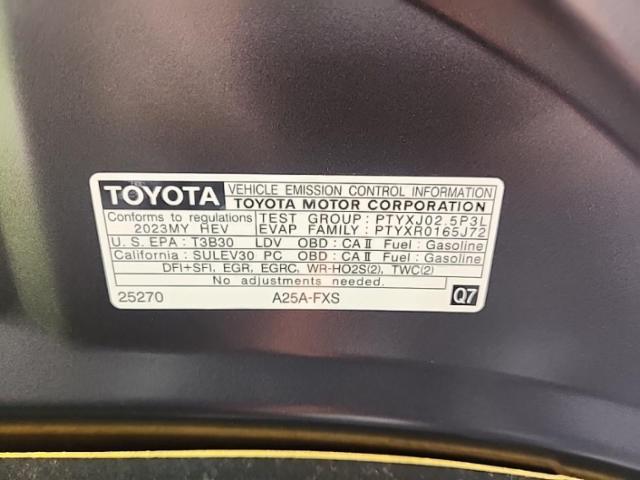 TOYOTA VEHICLE EMISSION CONTROL INFORMATION
TOYOTA MOTOR CORPORATION
Conforms to regulations TEST GROUP : PTYXJ02.5P3L
2023MY HEV EVAP FAMILY : PTYXR0165J72
U.S. EPA : T3B30 LDV OBD : CA II Fuel : Gasoline
California : SULEV30 PC OBD : CA II Fuel : Gasoline
DFI+SFI, EGR, EGRC, WR-HO2S(2), TWC(2)
No adjustments needed.
25270 A25A-FXS Q7